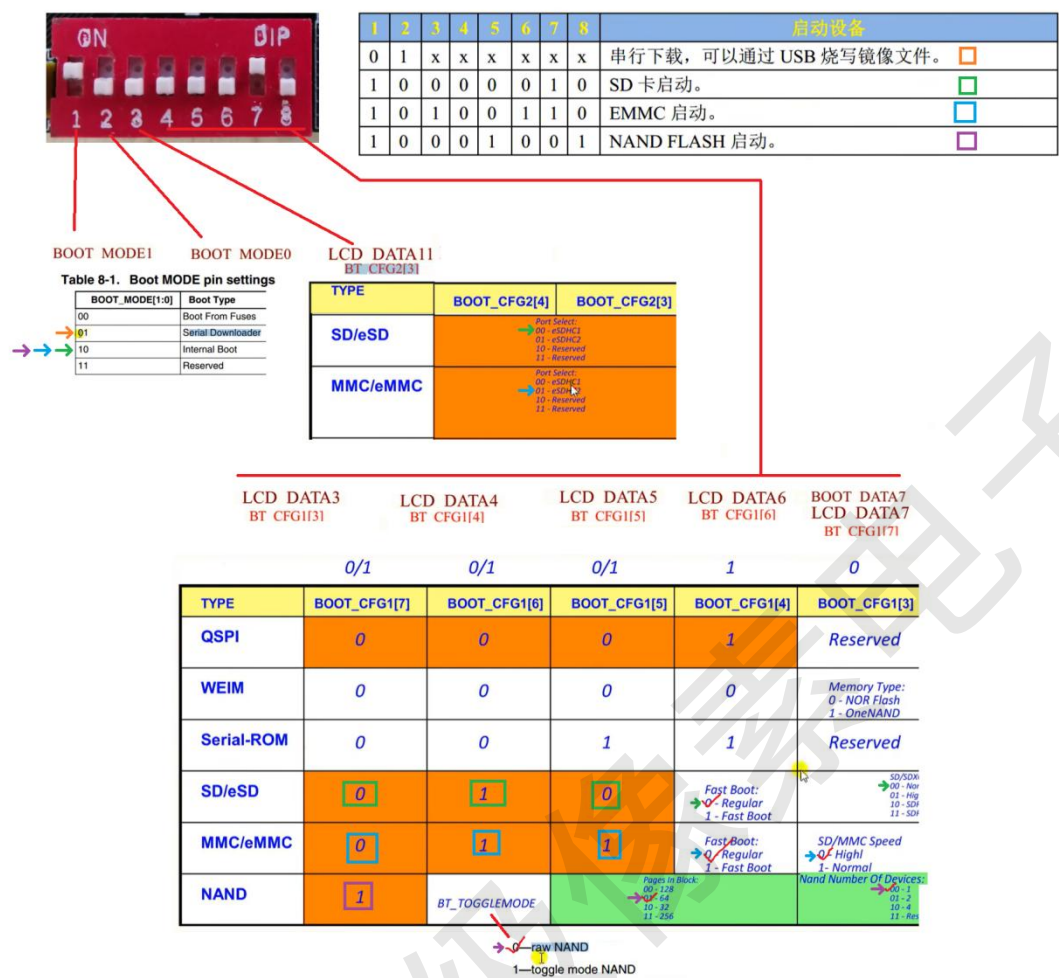 ON DIP
1 2 3 4 5 6 7 8
1 2 3 4 5 6 7 8 启动设备
0 1 x x x x x x 串行下载，可以通过 USB 烧写镜像文件。
1 0 0 0 0 0 1 0 SD 卡启动。
1 0 1 0 0 1 1 0 EMMC 启动。
1 0 0 0 1 0 0 1 NAND FLASH 启动。
BOOT MODE1 BOOT MODE0 LCD DATA11
BT CFG2[3]
Table 8-1. Boot MODE pin settings
BOOT_MODE[1:0] Boot Type
00 Boot From Fuses
01 Serial Downloader
10 Internal Boot
11 Reserved
TYPE BOOT_CFG2[4] BOOT_CFG2[3]
SD/eSD
Port Select:
00 - eSDHC1
01 - eSDHC2
10 - Reserved
11 - Reserved
MMC/eMMC
Port Select:
00 - eSDHC1
01 - eSDHC2
10 - Reserved
11 - Reserved
LCD DATA3 LCD DATA4 LCD DATA5 LCD DATA6 BOOT DATA7
LCD DATA7
BT CFG1[3] BT CFG1[4] BT CFG1[5] BT CFG1[6] BT CFG1[7]
0/1 0/1 0/1 1 0
TYPE BOOT_CFG1[7] BOOT_CFG1[6] BOOT_CFG1[5] BOOT_CFG1[4] BOOT_CFG1[3]
QSPI 0 0 0 1 Reserved
WEIM 0 0 0 0
Memory Type:
0 - NOR Flash
1 - OneNAND
Serial-ROM 0 0 1 1 Reserved
SD/eSD 0 1 0
Fast Boot:
0 - Regular
1 - Fast Boot
00 -
01 -
10 -
11 -
MMC/eMMC 0 1 1
Fast Boot:
0 - Regular
1 - Fast Boot
SD/MMC Speed
0 - Highl
1- Normal
NAND 1 BT_TOGGLEMODE
Pages In Block:
00 - 128
01 - 64
10 - 32
11 - 256
Nand Number Of Devices:
00 - 1
01 - 2
10 - 4
11 - Res
0—raw NAND
1—toggle mode NAND
像素电子